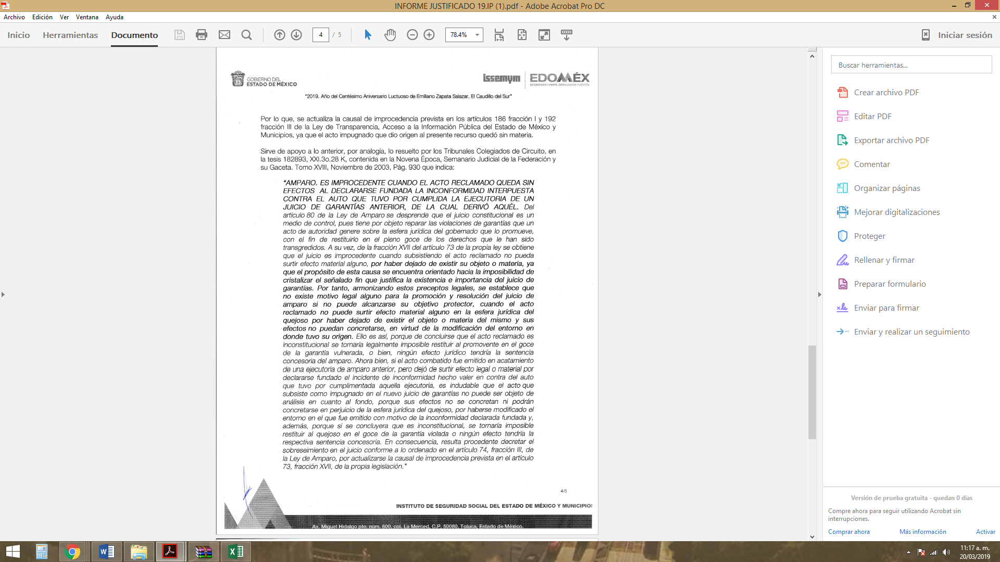 INFORME JUSTIFICADO 19.IP (1).pdf - Adobe Acrobat Pro DC
Archivo Edición Ver Ventana Ayuda
Inicio Herramientas Documento 4 / 5 78.4% Iniciar sesión
GOBIERNO DEL
ESTADO DE MÉXICO
issemym EDOMÉX
DECISIONES FIRMES, RESULTADOS FUERTES.
"2019. Año del Centésimo Aniversario Luctuoso de Emiliano Zapata Salazar, El Caudillo del Sur"
Por lo que, se actualiza la causal de improcedencia prevista en los artículos 186 fracción I y 192
fracción III de la Ley de Transparencia, Acceso a la Información Pública del Estado de México y
Municipios, ya que el acto impugnado que dio origen al presente recurso quedó sin materia.
Sirve de apoyo a lo anterior, por analogía, lo resuelto por los Tribunales Colegiados de Circuito, en
la tesis 182893, XXI.3o.28 K, contenida en la Novena Época, Semanario Judicial de la Federación y
su Gaceta. Tomo XVIII, Noviembre de 2003, Pág. 930 que indica:
"AMPARO. ES IMPROCEDENTE CUANDO EL ACTO RECLAMADO QUEDA SIN
EFECTOS AL DECLARARSE FUNDADA LA INCONFORMIDAD INTERPUESTA
CONTRA EL AUTO QUE TUVO POR CUMPLIDA LA EJECUTORIA DE UN
JUICIO DE GARANTÍAS ANTERIOR, DE LA CUAL DERIVÓ AQUÉL. Del
artículo 80 de la Ley de Amparo se desprende que el juicio constitucional es un
medio de control, pues tiene por objeto reparar las violaciones de garantías que un
acto de autoridad genere sobre la esfera jurídica del gobernado que lo promueve,
con el fin de restituirlo en el pleno goce de los derechos que le han sido
transgredidos. A su vez, de la fracción XVII del artículo 73 de la propia ley se obtiene
que el juicio es improcedente cuando subsistiendo el acto reclamado no pueda
surtir efecto material alguno, por haber dejado de existir su objeto o materia, ya
que el propósito de esta causa se encuentra orientado hacia la imposibilidad de
cristalizar el señalado fin que justifica la existencia e importancia del juicio de
garantías. Por tanto, armonizando estos preceptos legales, se establece que
no existe motivo legal alguno para la promoción y resolución del juicio de
amparo si no puede alcanzarse su objetivo protector, cuando el acto
reclamado no puede surtir efecto material alguno en la esfera jurídica del
quejoso por haber dejado de existir el objeto o materia del mismo y sus
efectos no puedan concretarse, en virtud de la modificación del entorno en
donde tuvo su origen. Ello es así, porque de concluirse que el acto reclamado es
inconstitucional se tornaría legalmente imposible restituir al promovente en el goce
de la garantía vulnerada, o bien, ningún efecto jurídico tendría la sentencia
concesoria del amparo. Ahora bien, si el acto combatido fue emitido en acatamiento
de una ejecutoria de amparo anterior, pero dejó de surtir efecto legal o material por
declararse fundado el incidente de inconformidad hecho valer en contra del auto
que tuvo por cumplimentada aquella ejecutoria, es indudable que el acto que
subsiste como impugnado en el nuevo juicio de garantías no puede ser objeto de
análisis en cuanto al fondo, porque sus efectos no se concretan ni podrán
concretarse en perjuicio de la esfera jurídica del quejoso, por haberse modificado el
entorno en el que fue emitido con motivo de la inconformidad declarada fundada y,
además, porque si se concluyera que es inconstitucional, se tornaría imposible
restituir al quejoso en el goce de la garantía violada o ningún efecto tendría la
respectiva sentencia concesoria. En consecuencia, resulta procedente decretar el
sobreseimiento en el juicio conforme a lo ordenado en el artículo 74, fracción III, de
la Ley de Amparo, por actualizarse la causal de improcedencia prevista en el artículo
73, fracción XVII, de la propia legislación."
4/5
INSTITUTO DE SEGURIDAD SOCIAL DEL ESTADO DE MÉXICO Y MUNICIPIOS
Av. Miguel Hidalgo pte. núm. 600, col. La Merced, C.P. 50080, Toluca, Estado de México.
Buscar herramientas...
Crear archivo PDF
Editar PDF
Exportar archivo PDF
Comentar
Organizar páginas
Mejorar digitalizaciones
Proteger
Rellenar y firmar
Preparar formulario
Enviar para firmar
Enviar y realizar un seguimiento
Versión de prueba gratuita - quedan 0 días
Compre ahora para seguir utilizando Acrobat sin
interrupciones.
Comprar ahora Más información Activar
11:17 a. m.
20/03/2019